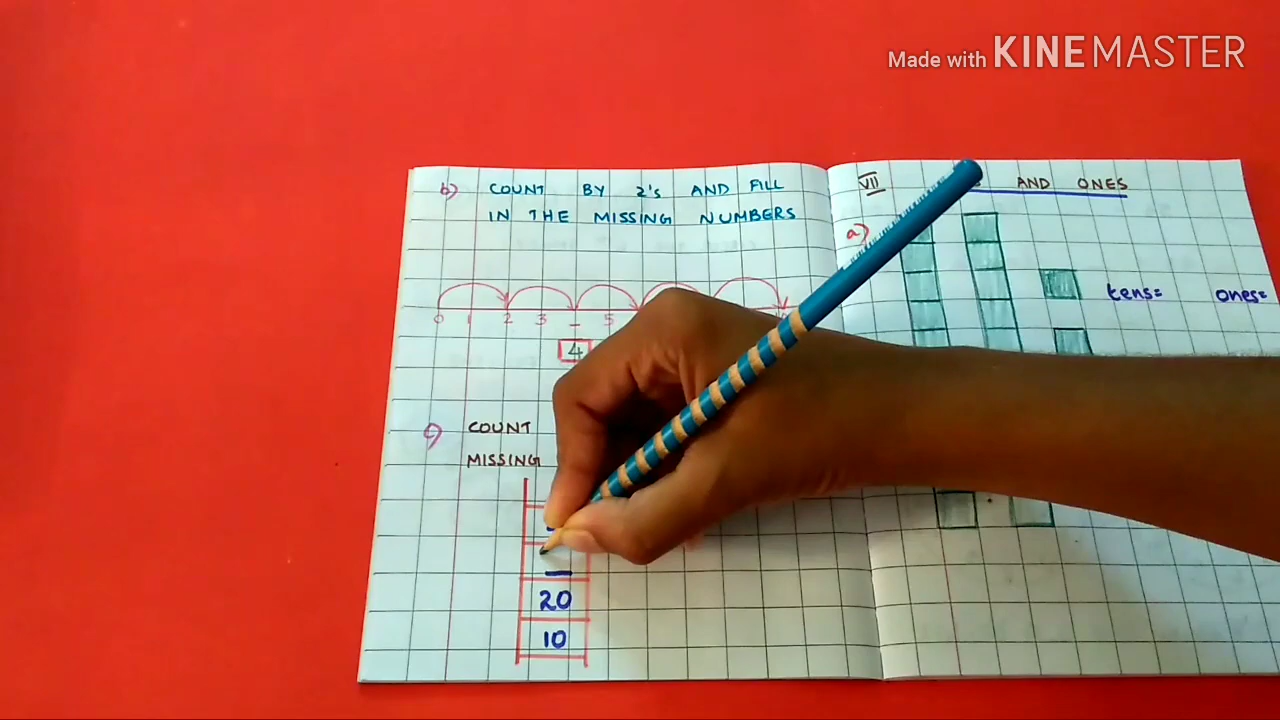 Made with KINEMASTER
b) COUNT BY 2's AND FILL
IN THE MISSING NUMBERS
0 1 2 3 _ 5
4
c) COUNT
MISSING
_
20
10
VII AND ONES
a)
tens= ones=